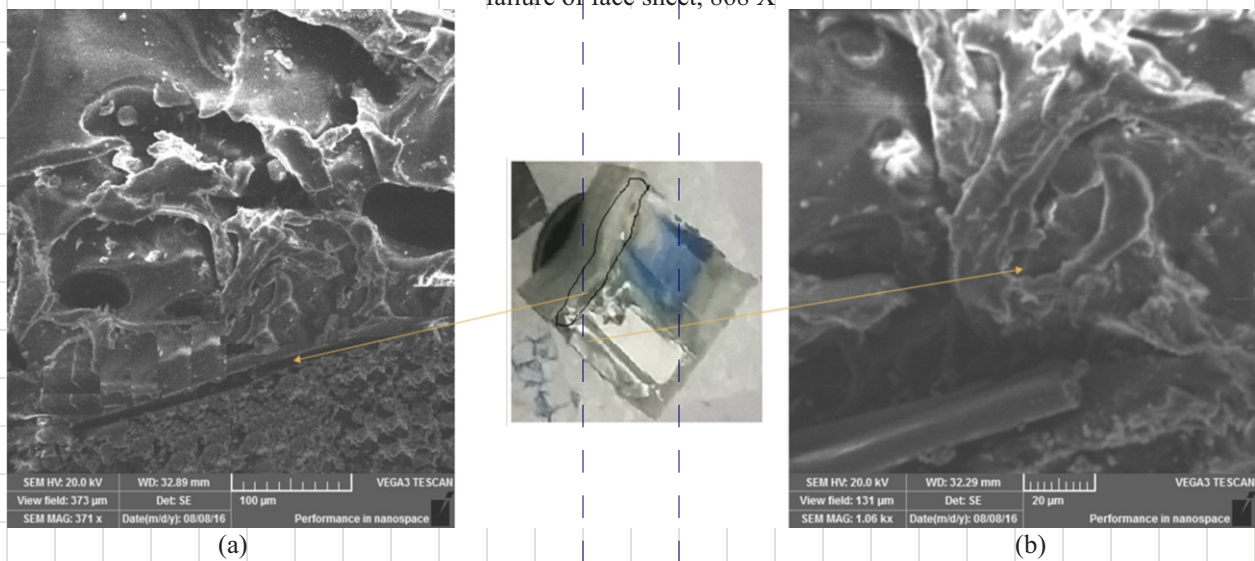 failure of face sheet, 868 X
SEM HV: 20.0 kV
WD: 32.89 mm
VEGA3 TESCAN
View field: 373 µm
Det: SE
100 µm
SEM MAG: 371 x
Date(m/d/y): 08/08/16
Performance in nanospace
(a)
SEM HV: 20.0 kV
WD: 32.29 mm
VEGA3 TESCAN
View field: 131 µm
Det: SE
20 µm
SEM MAG: 1.06 kx
Date(m/d/y): 08/08/16
Performance in nanospace
(b)